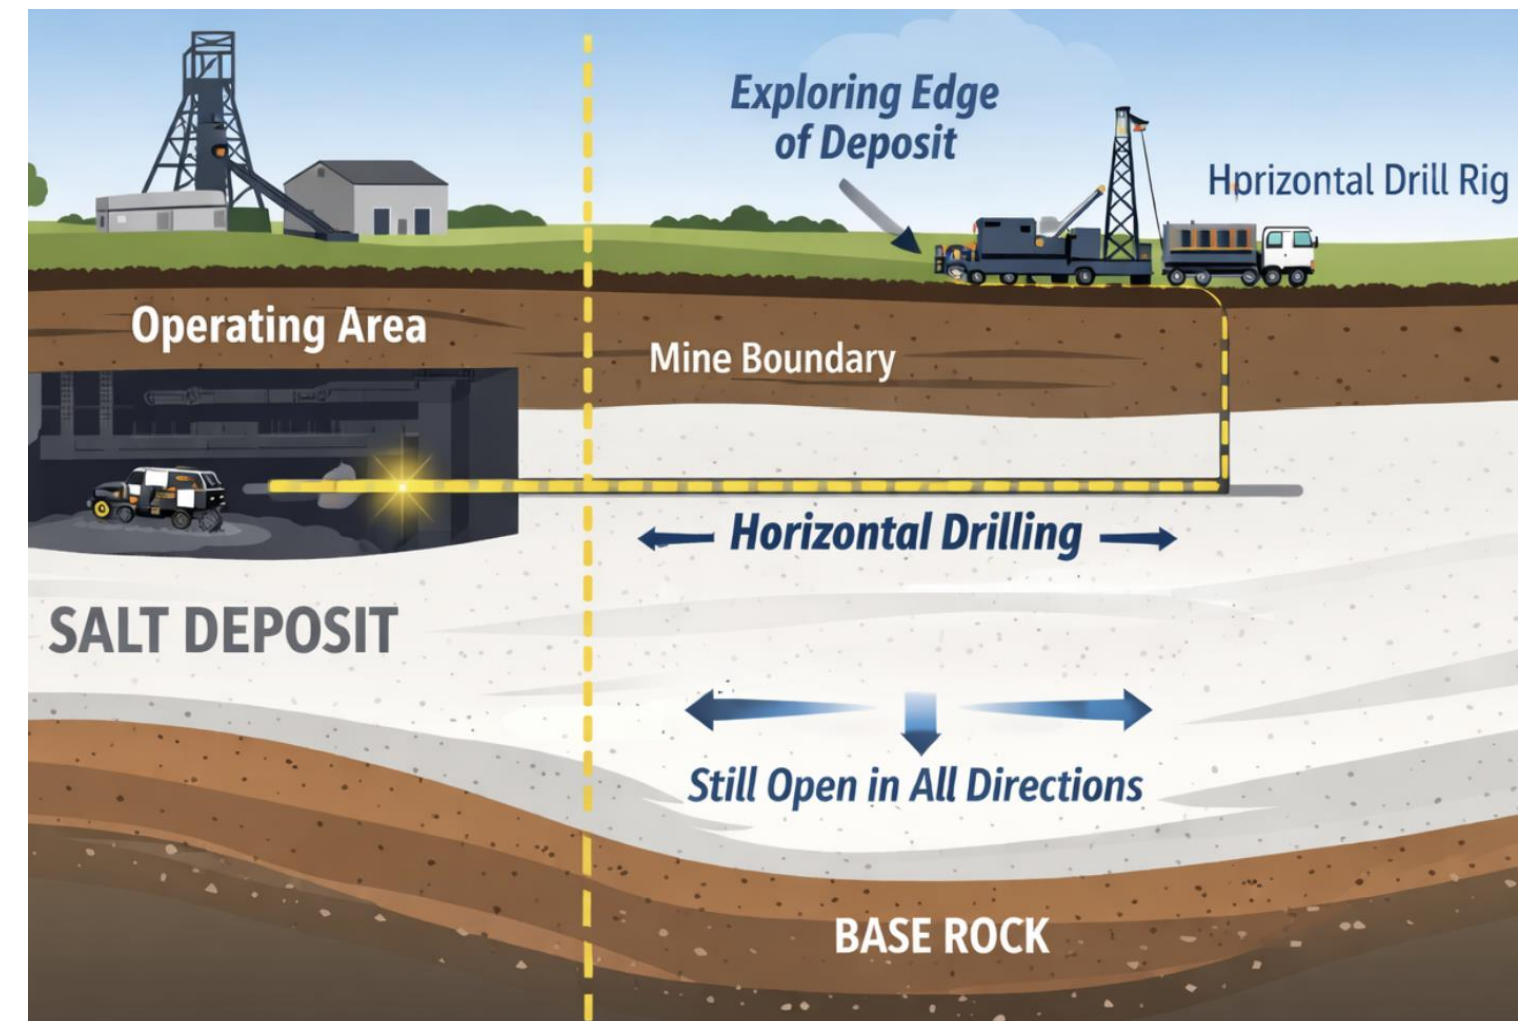 Exploring Edge
of Deposit
Horizontal Drill Rig
Operating Area
Mine Boundary
Horizontal Drilling
SALT DEPOSIT
Still Open in All Directions
BASE ROCK